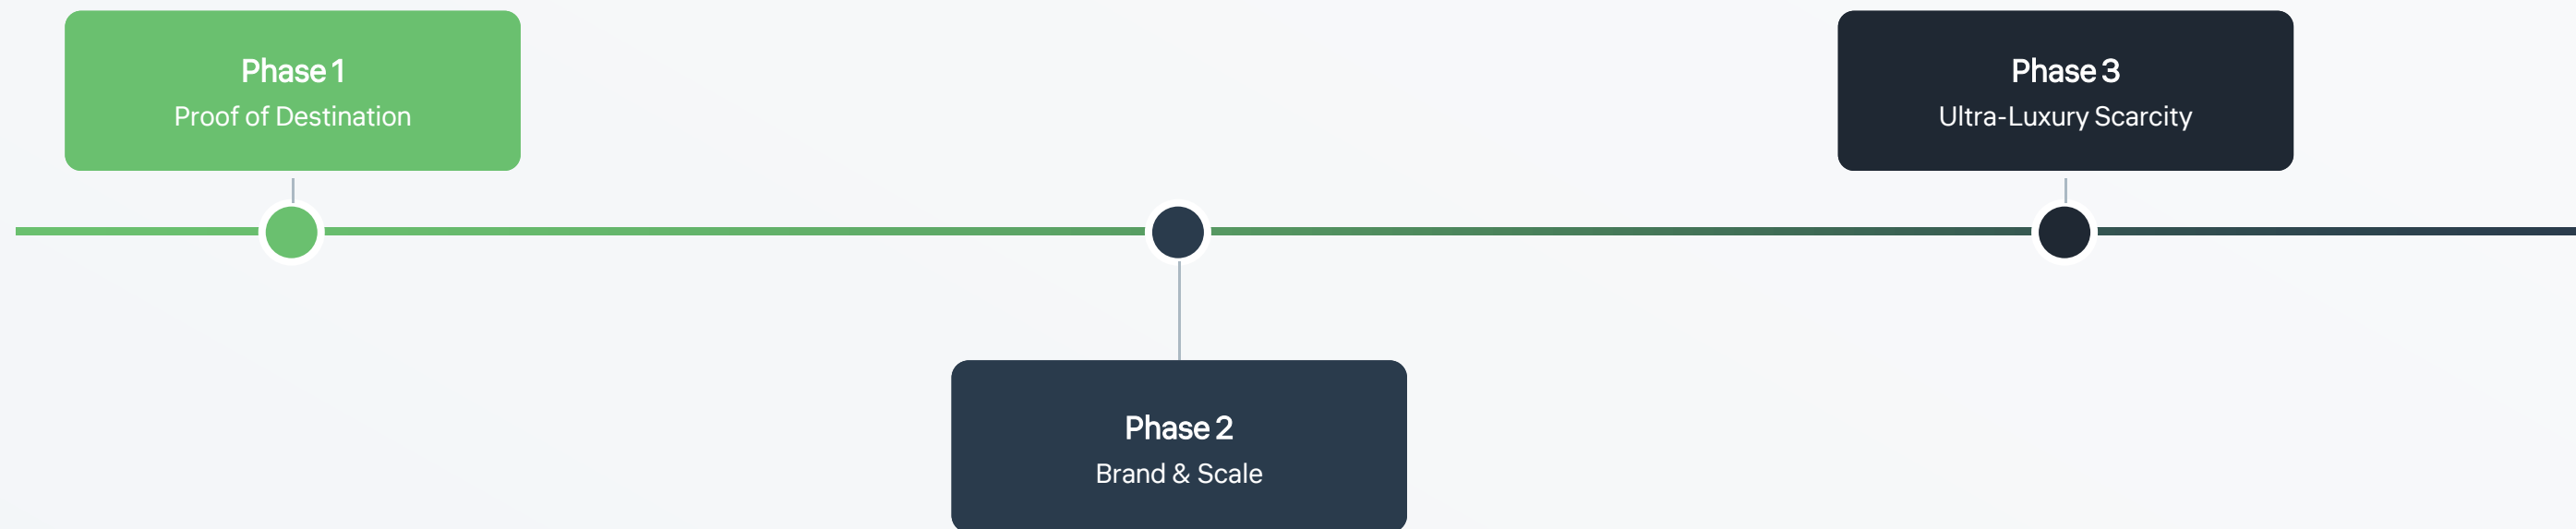 Phase 1
Proof of Destination
Phase 2
Brand & Scale
Phase 3
Ultra-Luxury Scarcity